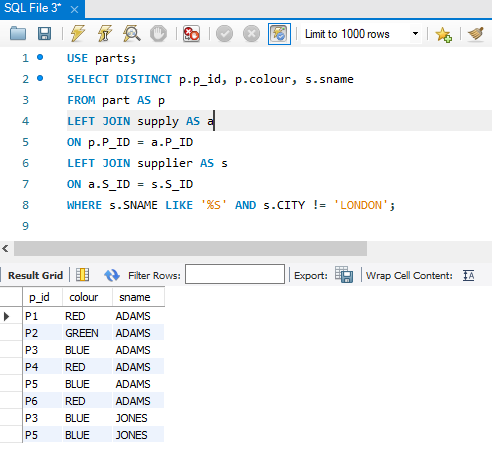 SQL File 3*
Limit to 1000 rows
1 USE parts;
2 SELECT DISTINCT p.p_id, p.colour, s.sname
3 FROM part AS p
4 LEFT JOIN supply AS a
5 ON p.P_ID = a.P_ID
6 LEFT JOIN supplier AS s
7 ON a.S_ID = s.S_ID
8 WHERE s.SNAME LIKE '%S' AND s.CITY != 'LONDON';
9
Result Grid Filter Rows: Export: Wrap Cell Content:
p_id colour sname
P1 RED ADAMS
P2 GREEN ADAMS
P3 BLUE ADAMS
P4 RED ADAMS
P5 BLUE ADAMS
P6 RED ADAMS
P3 BLUE JONES
P5 BLUE JONES